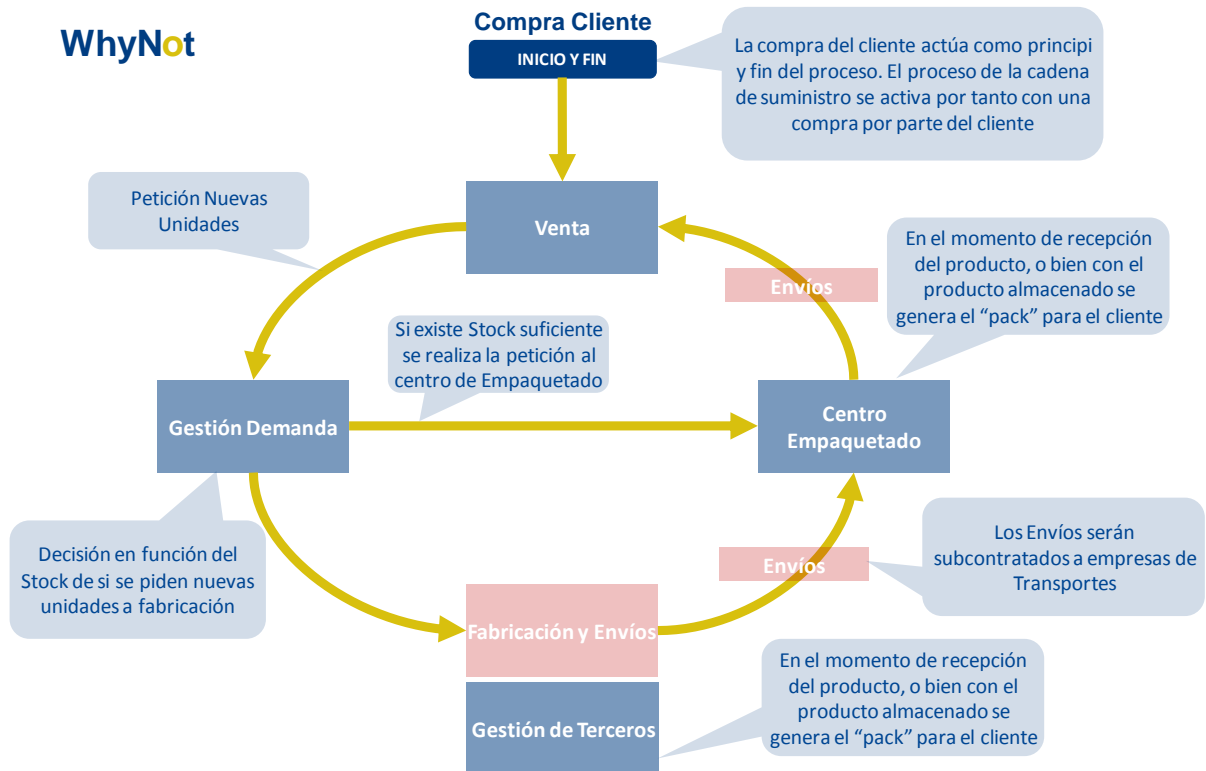 WhyNot
Compra Cliente
INICIO Y FIN
La compra del cliente actúa como principi
y fin del proceso. El proceso de la cadena
de suministro se activa por tanto con una
compra por parte del cliente
Petición Nuevas
Unidades
Venta
En el momento de recepción
del producto, o bien con el
producto almacenado se
genera el “pack” para el cliente
Envíos
Si existe Stock suficiente
se realiza la petición al
centro de Empaquetado
Gestión Demanda
Centro
Empaquetado
Decisión en función del
Stock de si se piden nuevas
unidades a fabricación
Envíos
Los Envíos serán
subcontratados a empresas de
Transportes
Fabricación y Envíos
Gestión de Terceros
En el momento de recepción
del producto, o bien con el
producto almacenado se
genera el “pack” para el cliente